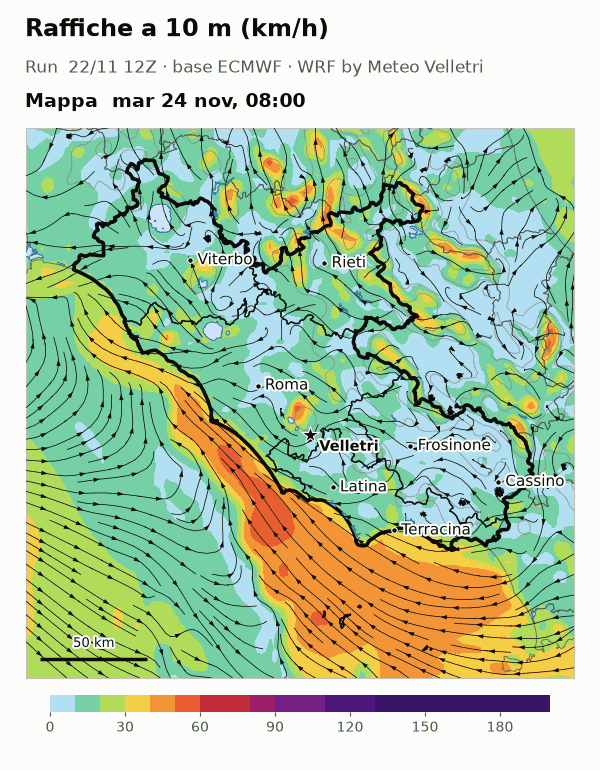 Raffiche a 10 m (km/h)
Run  22/11 12Z · base ECMWF · WRF by Meteo Velletri
Mappa  mar 24 nov, 08:00
Viterbo
Rieti
Roma
Velletri
Frosinone
Latina
Cassino
Terracina
50 km
0 30 60 90 120 150 180